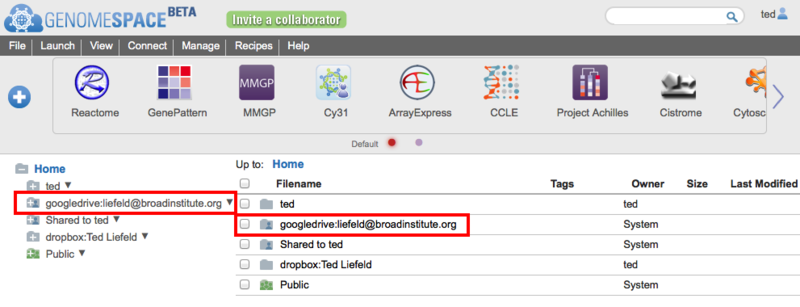 GENOMESPACE BETA
Invite a collaborator
ted
File Launch View Connect Manage Recipes Help
MMGP
Reactome GenePattern MMGP Cy31 ArrayExpress CCLE Project Achilles Cistrome Cytosc
Default
Home
ted
googledrive:liefeld@broadinstitute.org
Shared to ted
dropbox:Ted Liefeld
Public
Up to: Home
Filename Tags Owner Size Last Modified
ted ted
googledrive:liefeld@broadinstitute.org System
Shared to ted System
dropbox:Ted Liefeld ted
Public System